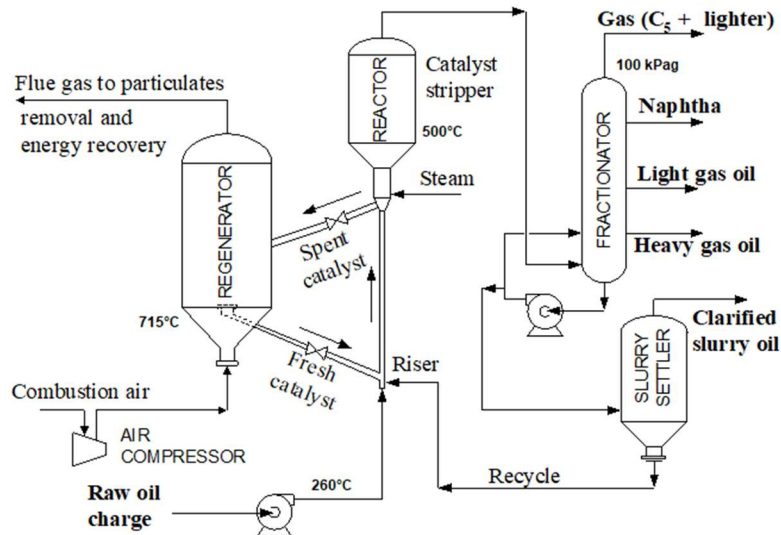 Gas (C5 + lighter)
100 kPag
Flue gas to particulates
removal and
energy recovery
REACTOR
Catalyst
stripper
500°C
Naphtha
Light gas oil
Heavy gas oil
FRACTIONATOR
Steam
REGENERATOR
Spent
catalyst
715°C
Fresh
catalyst
Riser
Clarified
slurry oil
SLURRY
SETTLER
Combustion air
AIR
COMPRESSOR
Recycle
260°C
Raw oil
charge